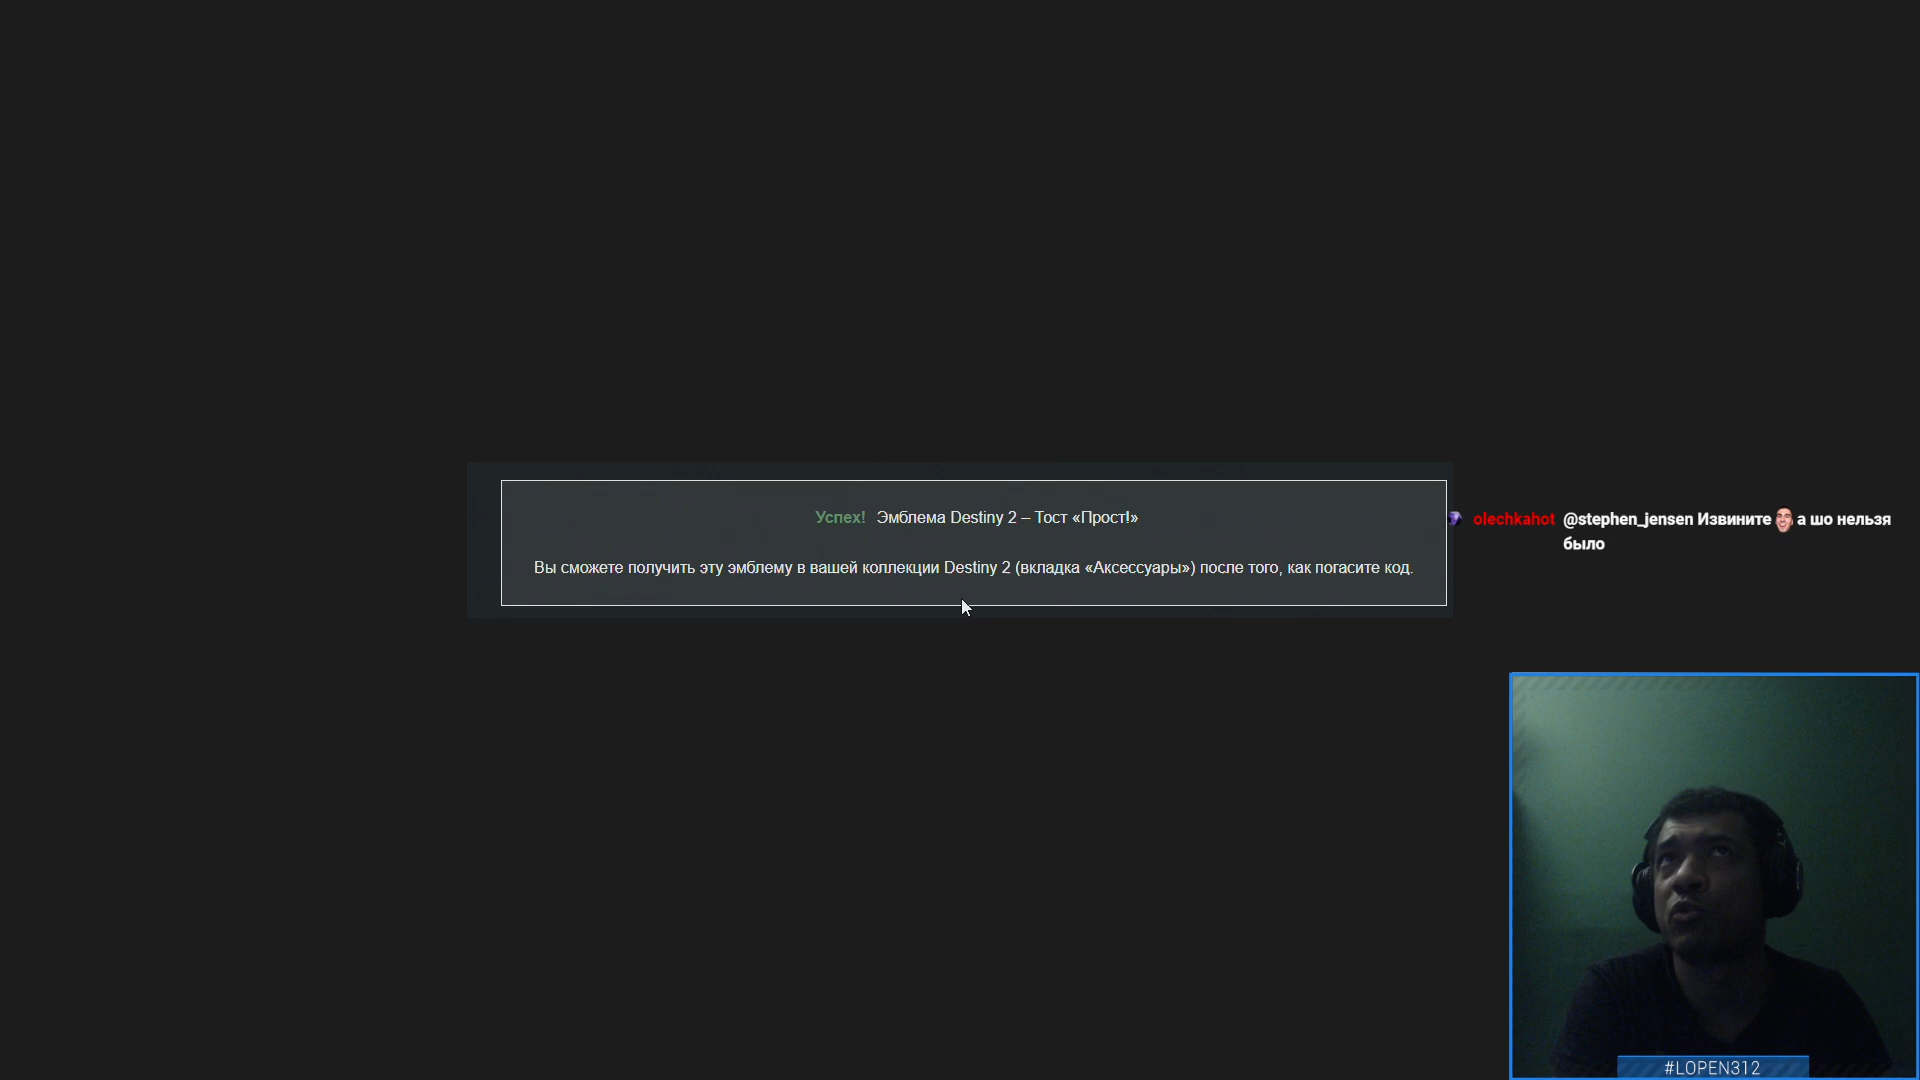 Успех! Эмблема Destiny 2 – Тост «Прост!»
Вы сможете получить эту эмблему в вашей коллекции Destiny 2 (вкладка «Аксессуары») после того, как погасите код.
olechkahot @stephen_jensen Извините а шо нельзя
было
#LOPEN312